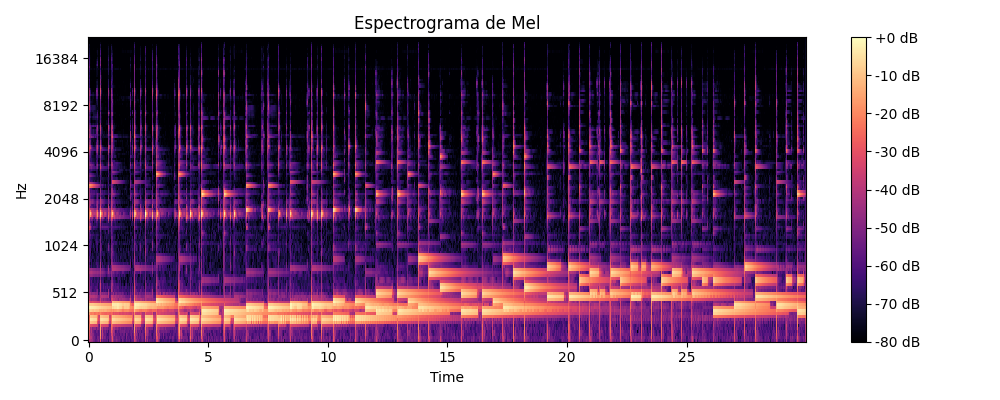 Espectrograma de Mel
Hz
16384
8192
4096
2048
1024
512
0
0 5 10 15 20 25
Time
+0 dB
-10 dB
-20 dB
-30 dB
-40 dB
-50 dB
-60 dB
-70 dB
-80 dB